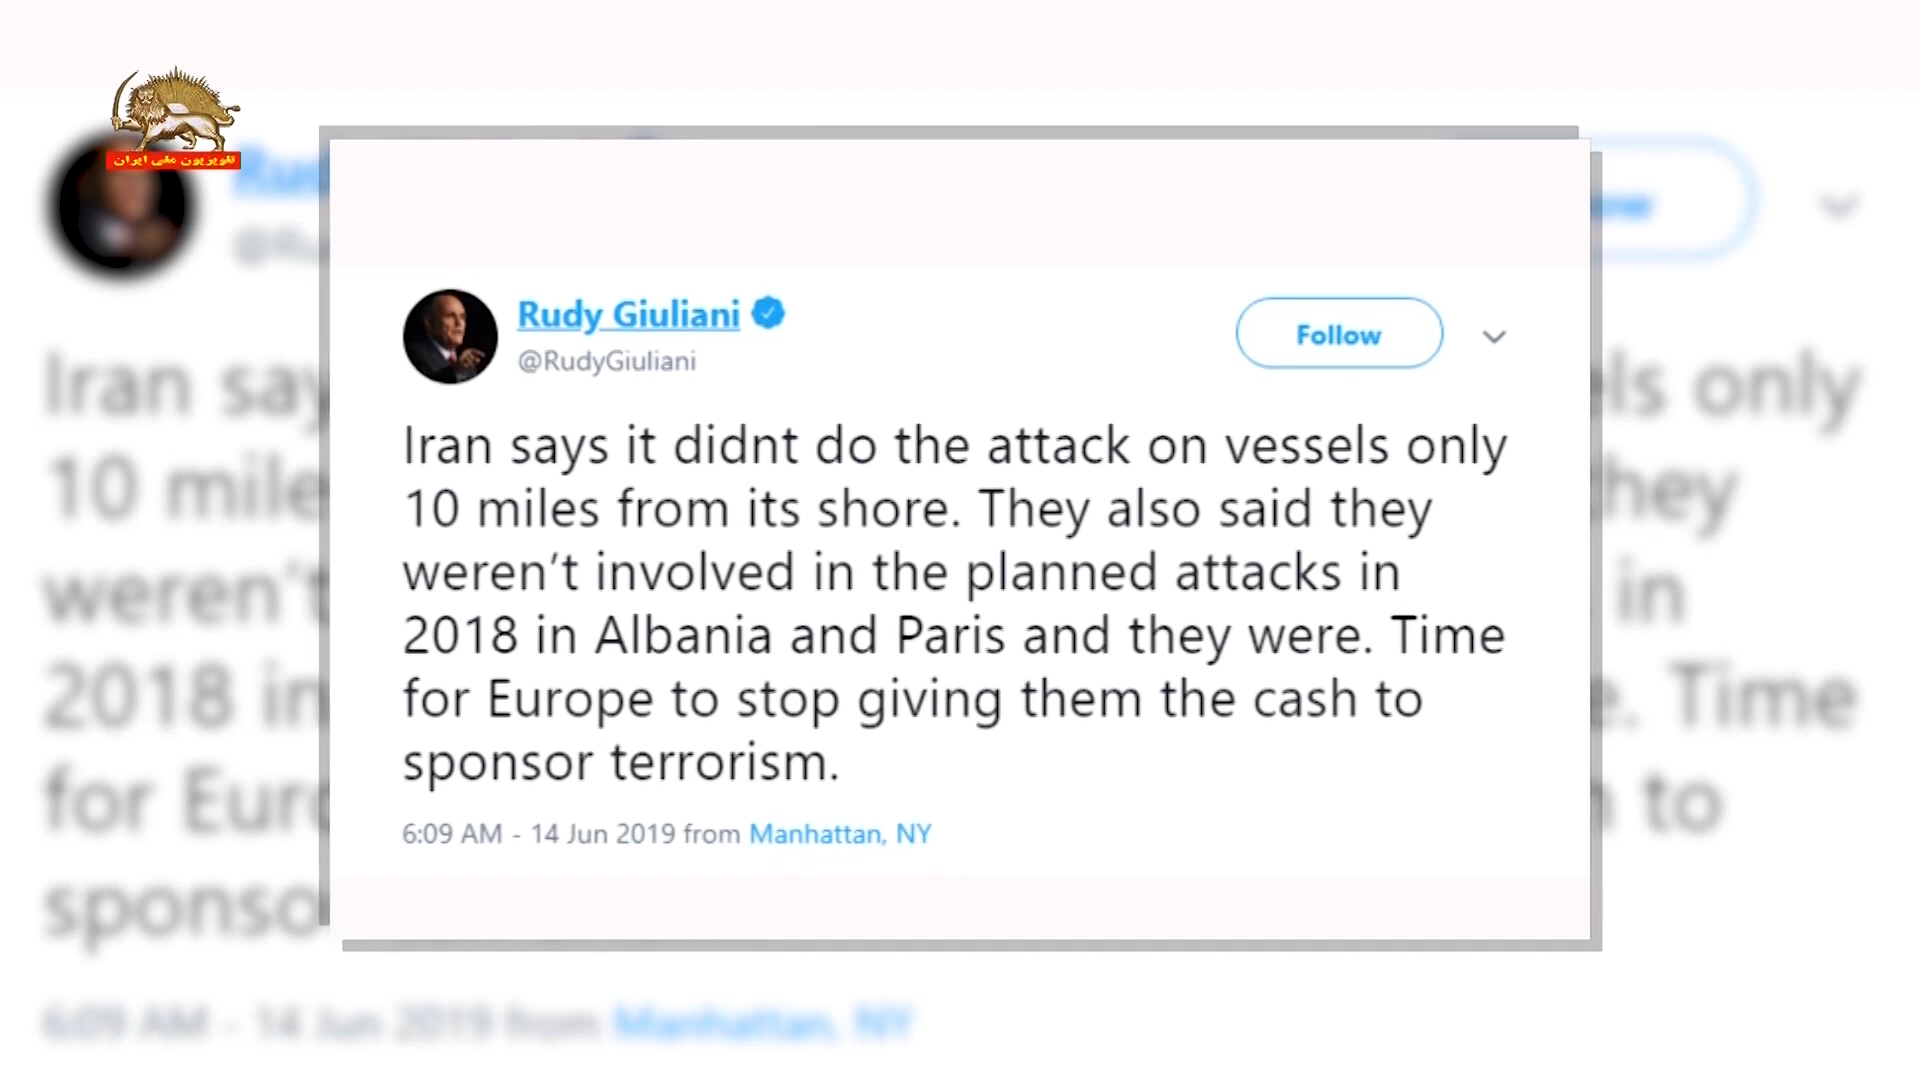 تلویزیون ملی ایران
Rudy Giuliani
@RudyGiuliani
Follow
Iran says it didnt do the attack on vessels only
10 miles from its shore. They also said they
weren’t involved in the planned attacks in
2018 in Albania and Paris and they were. Time
for Europe to stop giving them the cash to
sponsor terrorism.
6:09 AM - 14 Jun 2019 from Manhattan, NY